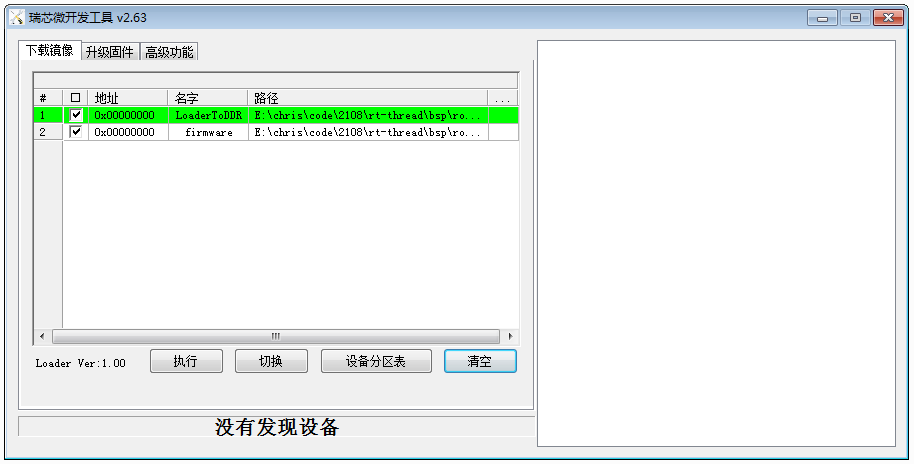 瑞芯微开发工具 v2.63
下载镜像 升级固件 高级功能
# 地址 名字 路径 ...
1 0x00000000 LoaderToDDR E:\chris\code\2108\rt-thread\bsp\ro...
2 0x00000000 firmware E:\chris\code\2108\rt-thread\bsp\ro...
Loader Ver:1.00 执行 切换 设备分区表 清空
没有发现设备